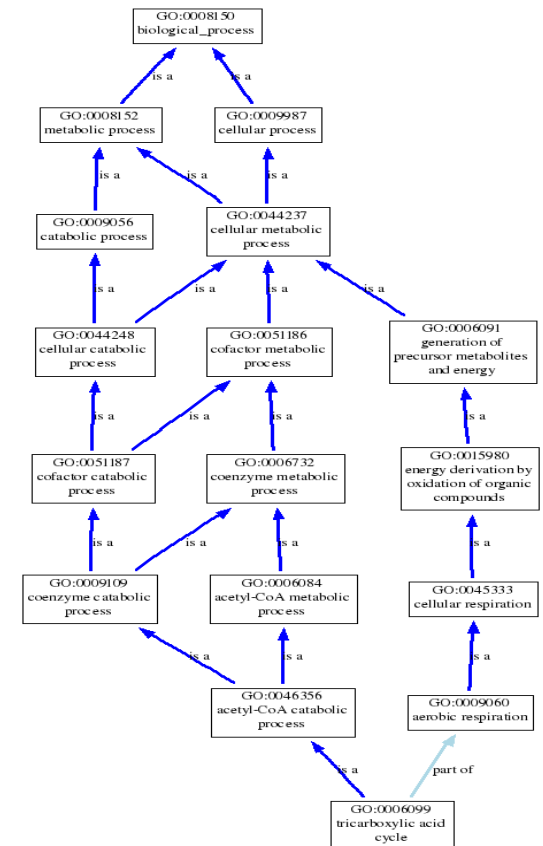 GO:0008150
biological_process
is a
is a
GO:0008152
metabolic process
GO:0009987
cellular process
is a
is a
is a
GO:0009056
catabolic process
GO:0044237
cellular metabolic
process
is a
is a
is a
is a
GO:0044248
cellular catabolic
process
GO:0051186
cofactor metabolic
process
GO:0006091
generation of
precursor metabolites
and energy
is a
is a
is a
is a
GO:0051187
cofactor catabolic
process
GO:0006732
coenzyme metabolic
process
GO:0015980
energy derivation by
oxidation of organic
compounds
is a
is a
is a
is a
GO:0009109
coenzyme catabolic
process
GO:0006084
acetyl-CoA metabolic
process
GO:0045333
cellular respiration
is a
is a
is a
GO:0046356
acetyl-CoA catabolic
process
GO:0009060
aerobic respiration
is a
part of
GO:0006099
tricarboxylic acid
cycle